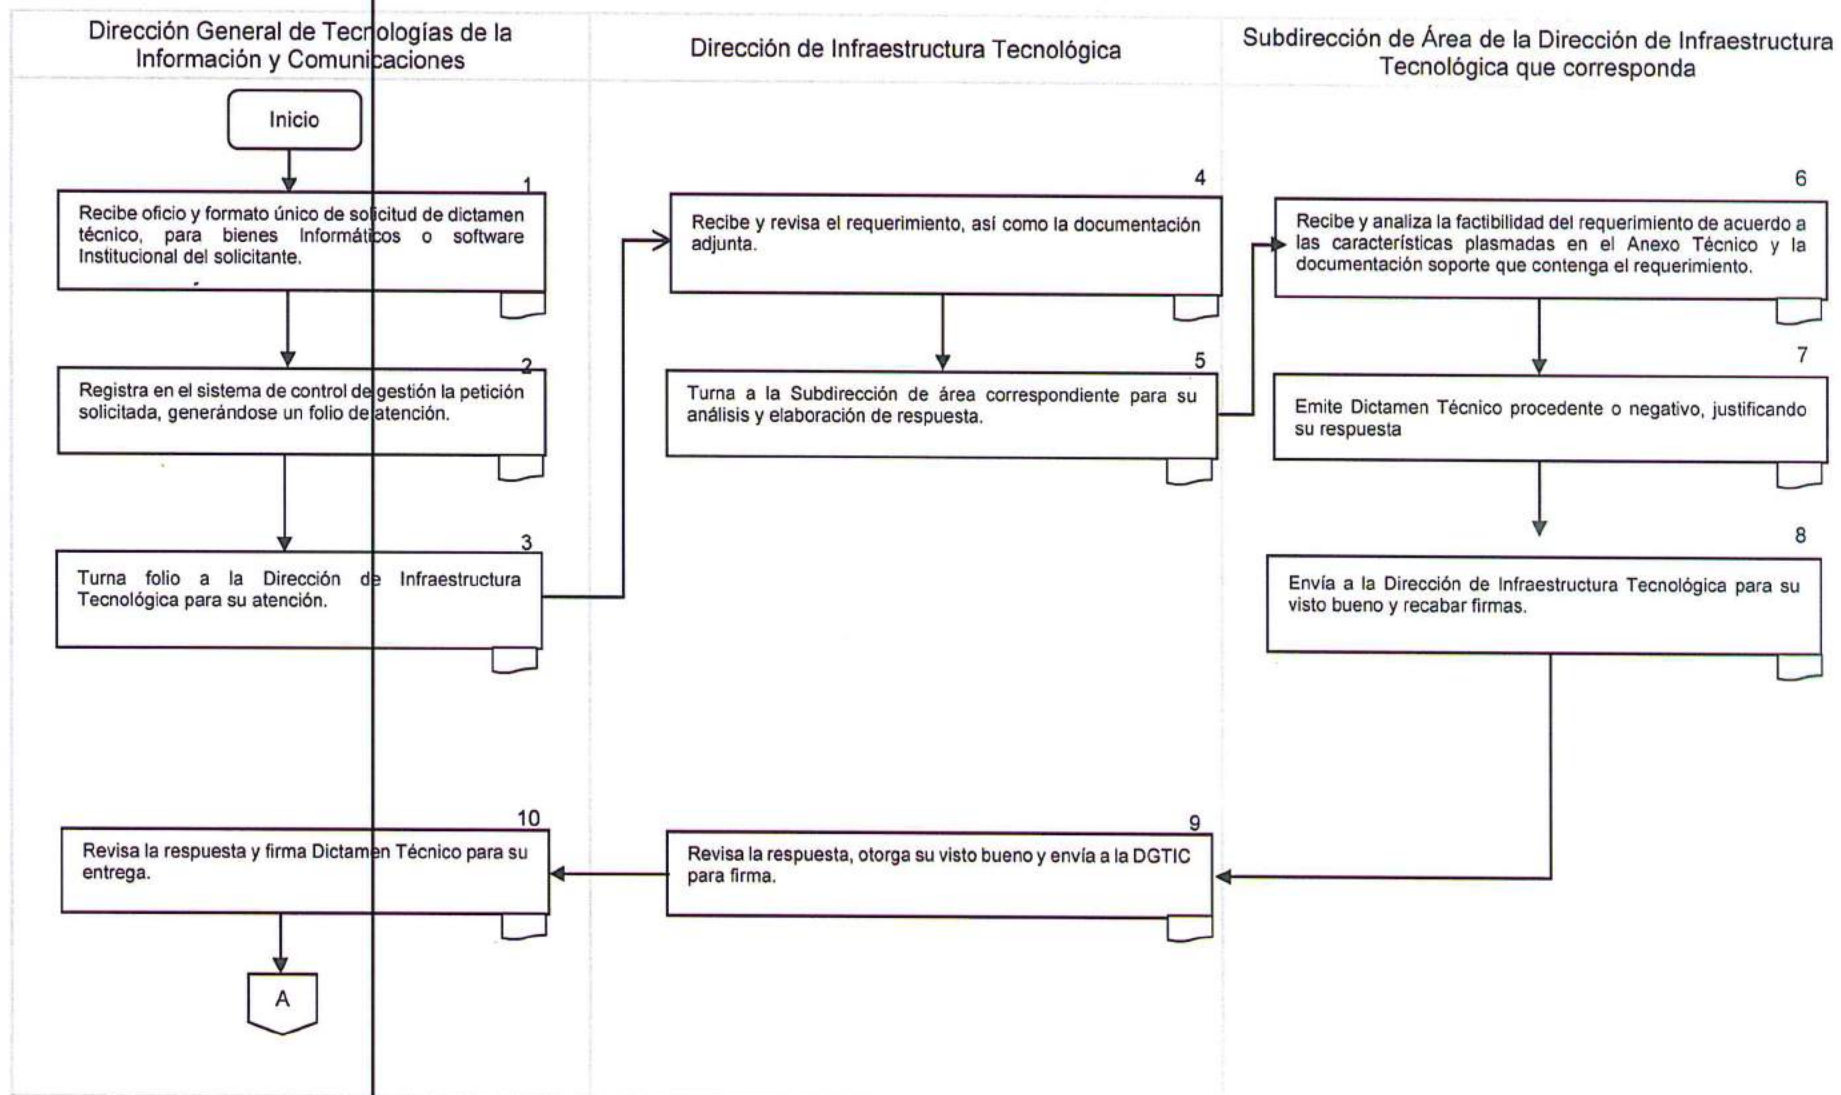 Dirección General de Tecnologías de la
Información y Comunicaciones
Dirección de Infraestructura Tecnológica
Subdirección de Área de la Dirección de Infraestructura
Tecnológica que corresponda
Inicio
1
Recibe oficio y formato único de solicitud de dictamen
técnico, para bienes Informáticos o software
Institucional del solicitante.
2
Registra en el sistema de control de gestión la petición
solicitada, generándose un folio de atención.
3
Turna folio a la Dirección de Infraestructura
Tecnológica para su atención.
4
Recibe y revisa el requerimiento, así como la documentación
adjunta.
5
Turna a la Subdirección de área correspondiente para su
análisis y elaboración de respuesta.
6
Recibe y analiza la factibilidad del requerimiento de acuerdo a
las características plasmadas en el Anexo Técnico y la
documentación soporte que contenga el requerimiento.
7
Emite Dictamen Técnico procedente o negativo, justificando
su respuesta
8
Envía a la Dirección de Infraestructura Tecnológica para su
visto bueno y recabar firmas.
9
Revisa la respuesta, otorga su visto bueno y envía a la DGTIC
para firma.
10
Revisa la respuesta y firma Dictamen Técnico para su
entrega.
A